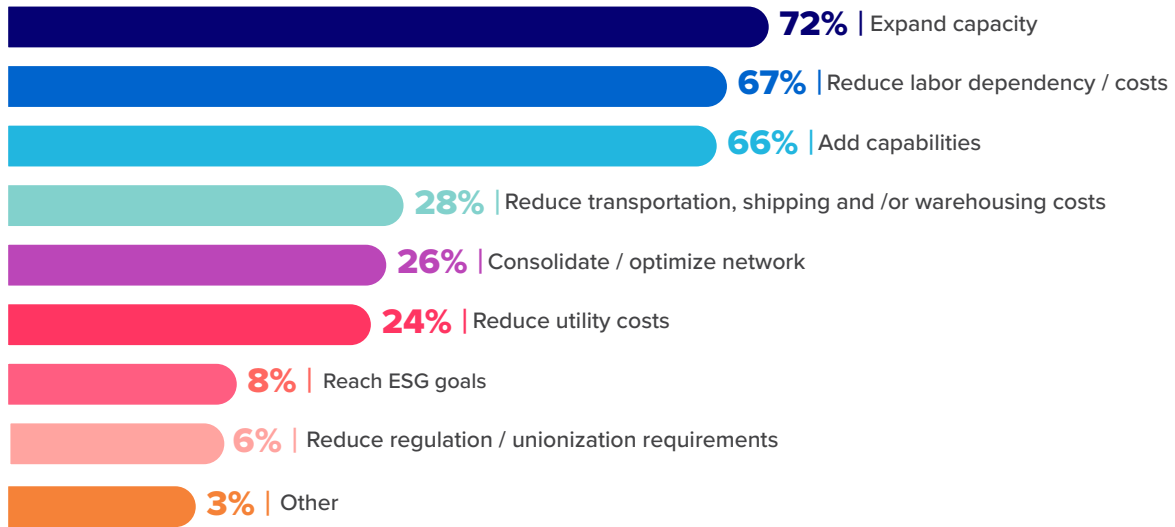 72% | Expand capacity
67% | Reduce labor dependency / costs
66% | Add capabilities
28% | Reduce transportation, shipping and /or warehousing costs
26% | Consolidate / optimize network
24% | Reduce utility costs
8% | Reach ESG goals
6% | Reduce regulation / unionization requirements
3% | Other